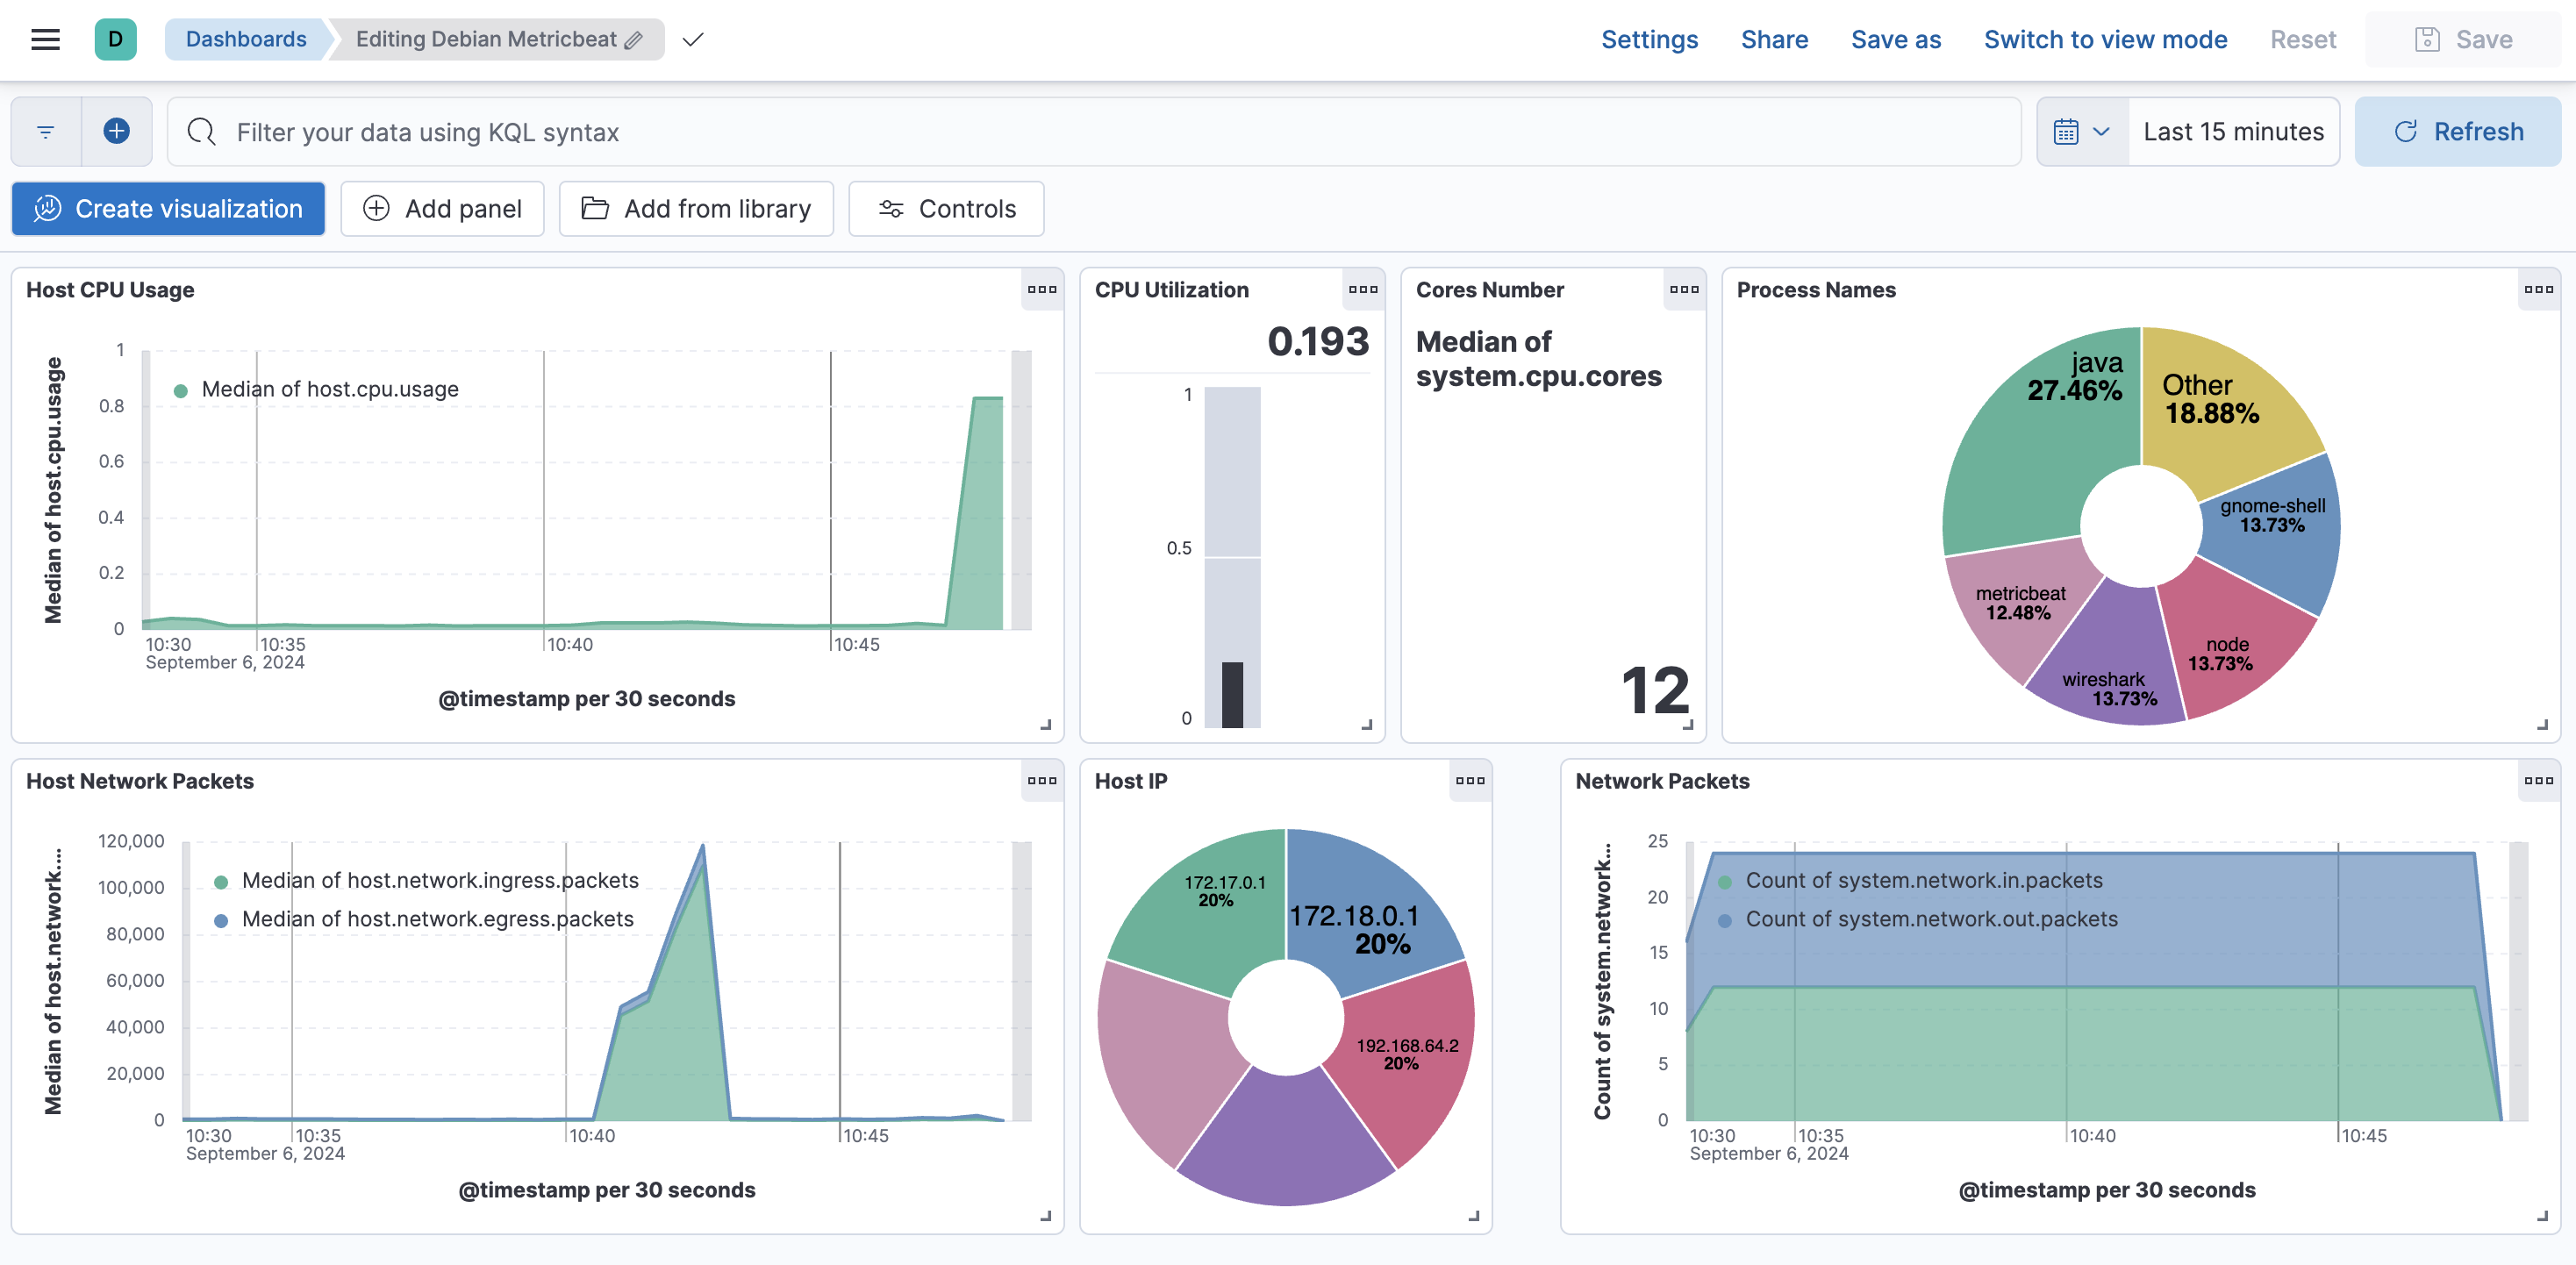 D
Dashboards
Editing Debian Metricbeat
Settings
Share
Save as
Switch to view mode
Reset
Save
Filter your data using KQL syntax
Last 15 minutes
Refresh
Create visualization
Add panel
Add from library
Controls
Host CPU Usage
Median of host.cpu.usage
1
0.8
0.6
0.4
0.2
0
Median of host.cpu.usage
10:30
10:35
10:40
10:45
September 6, 2024
@timestamp per 30 seconds
CPU Utilization
0.193
1
0.5
0
Cores Number
Median of
system.cpu.cores
12
Process Names
java
27.46%
Other
18.88%
gnome-shell
13.73%
node
13.73%
wireshark
13.73%
metricbeat
12.48%
Host Network Packets
Median of host.network....
120,000
100,000
80,000
60,000
40,000
20,000
0
Median of host.network.ingress.packets
Median of host.network.egress.packets
10:30
10:35
10:40
10:45
September 6, 2024
@timestamp per 30 seconds
Host IP
172.17.0.1
20%
172.18.0.1
20%
192.168.64.2
20%
Network Packets
Count of system.network...
25
20
15
10
5
0
Count of system.network.in.packets
Count of system.network.out.packets
10:30
10:35
10:40
10:45
September 6, 2024
@timestamp per 30 seconds